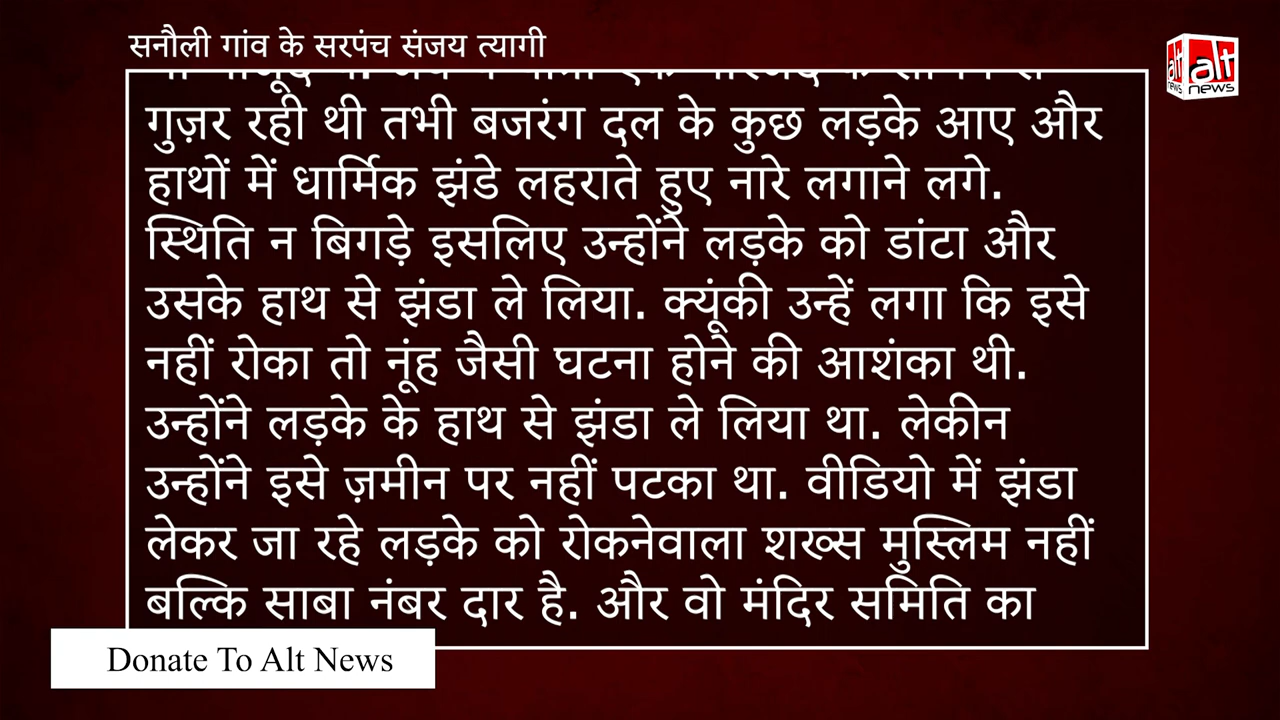 सनौली गांव के सरपंच संजय त्यागी
alt
news
alt
news
गुज़र रही थी तभी बजरंग दल के कुछ लड़के आए और
हाथों में धार्मिक झंडे लहराते हुए नारे लगाने लगे.
स्थिति न बिगड़े इसलिए उन्होंने लड़के को डांटा और
उसके हाथ से झंडा ले लिया. क्यूंकी उन्हें लगा कि इसे
नहीं रोका तो नूंह जैसी घटना होने की आशंका थी.
उन्होंने लड़के के हाथ से झंडा ले लिया था. लेकीन
उन्होंने इसे ज़मीन पर नहीं पटका था. वीडियो में झंडा
लेकर जा रहे लड़के को रोकनेवाला शख्स मुस्लिम नहीं
बल्कि साबा नंबर दार है. और वो मंदिर समिति का
Donate To Alt News